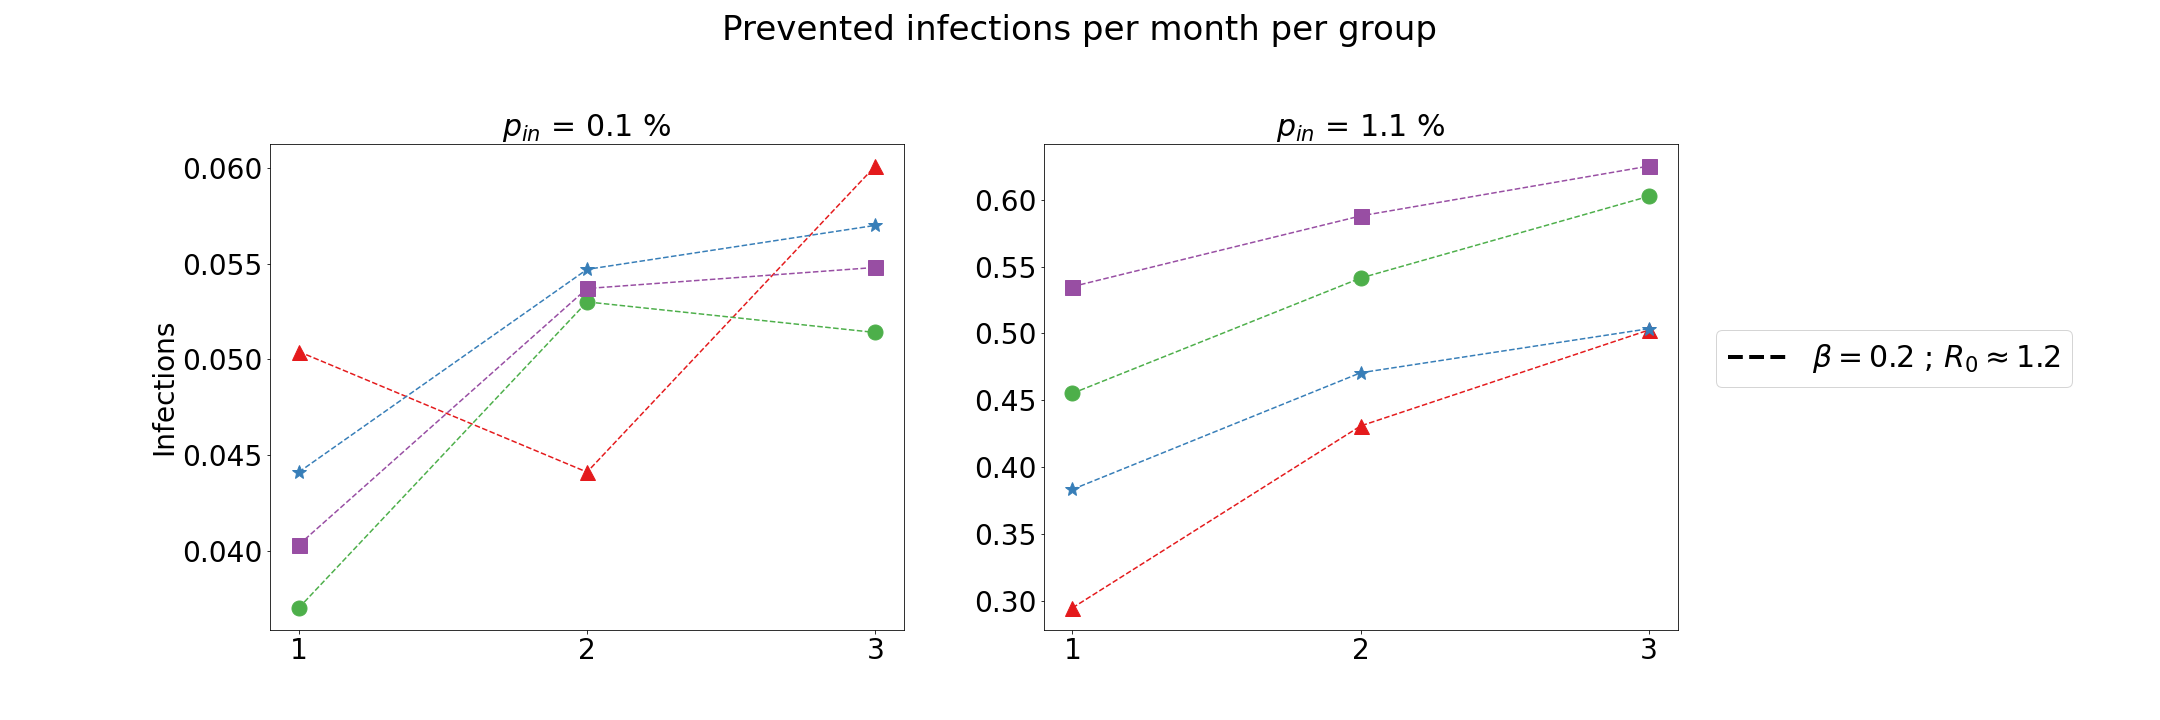 Prevented infections per month per group
p_in = 0.1 %
p_in = 1.1 %
Infections
0.060
0.055
0.050
0.045
0.040
1 2 3
0.60
0.55
0.50
0.45
0.40
0.35
0.30
1 2 3
β = 0.2 ; R₀ ≈ 1.2